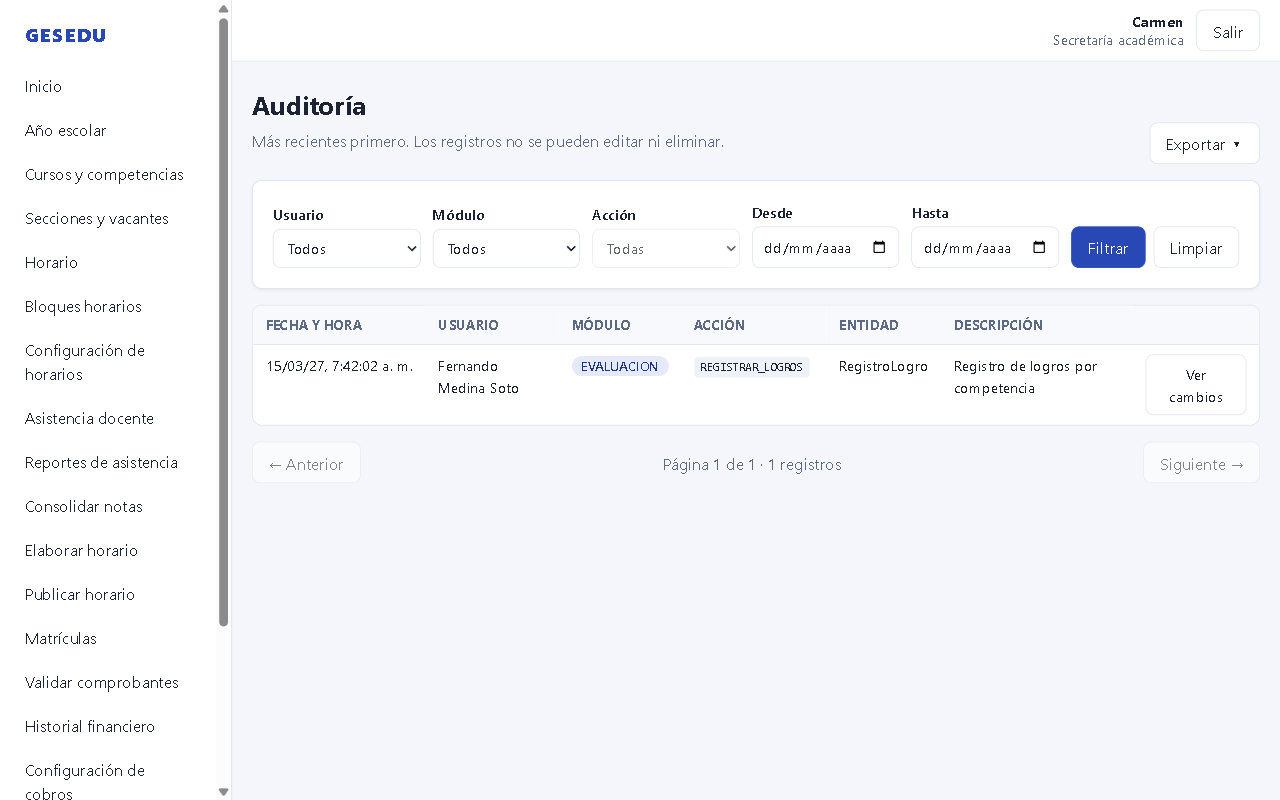 GESEDU
Inicio
Año escolar
Cursos y competencias
Secciones y vacantes
Horario
Bloques horarios
Configuración de
horarios
Asistencia docente
Reportes de asistencia
Consolidar notas
Elaborar horario
Publicar horario
Matrículas
Validar comprobantes
Historial financiero
Configuración de
cobros
Carmen
Secretaría académica
Salir
Auditoría
Más recientes primero. Los registros no se pueden editar ni eliminar.
Exportar ▼
Usuario Módulo Acción Desde Hasta
Todos Todos Todas dd/mm/aaaa dd/mm/aaaa Filtrar Limpiar
FECHA Y HORA USUARIO MÓDULO ACCIÓN ENTIDAD DESCRIPCIÓN
15/03/27, 7:42:02 a. m. Fernando EVALUACION REGISTRAR_LOGROS RegistroLogro Registro de logros por Ver
Medina Soto competencia cambios
← Anterior Página 1 de 1 · 1 registros Siguiente →